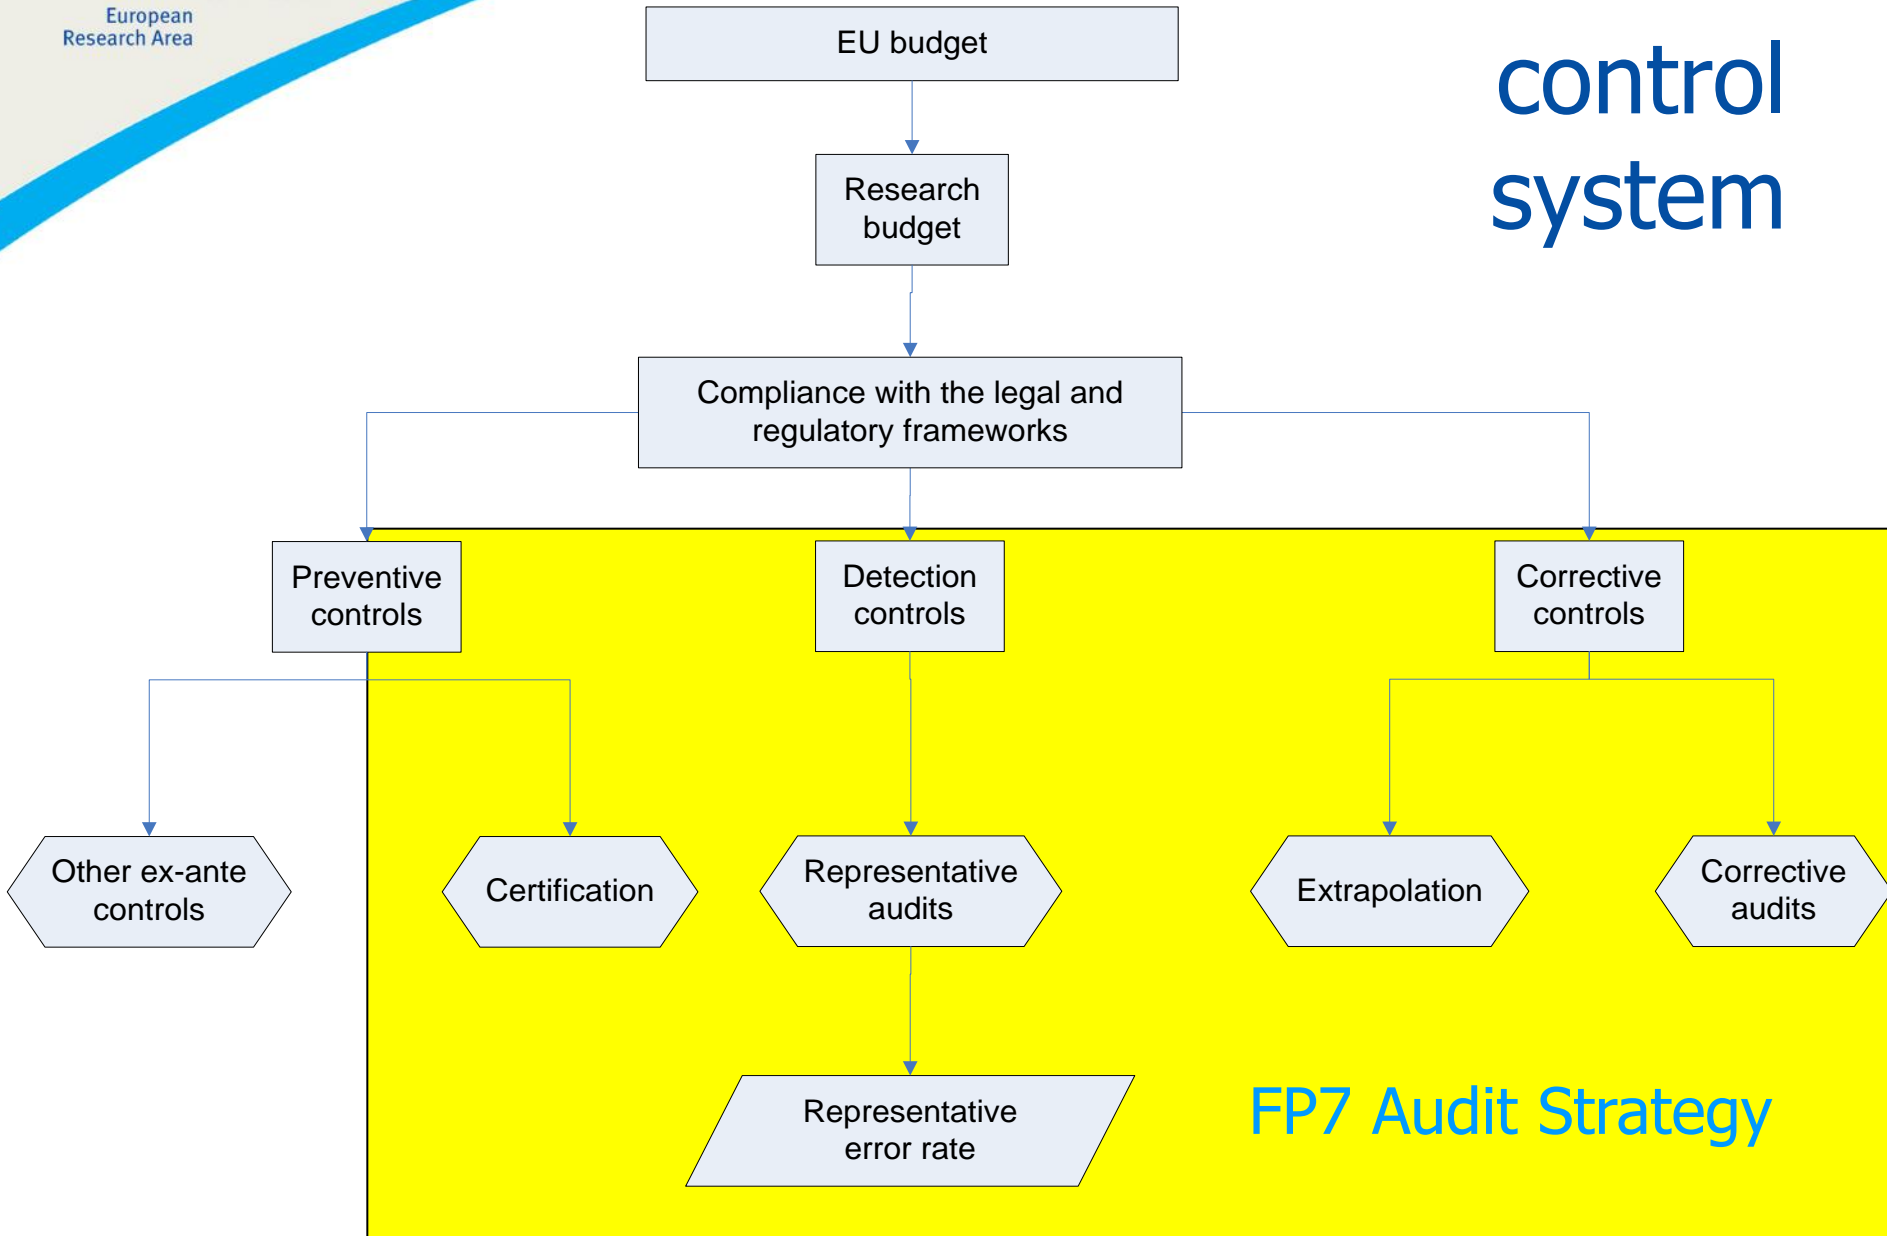 European
Research Area
EU budget
control
system
Research
budget
Compliance with the legal and
regulatory frameworks
Preventive
controls
Detection
controls
Corrective
controls
Other ex-ante
controls
Certification
Representative
audits
Extrapolation
Corrective
audits
Representative
error rate
FP7 Audit Strategy